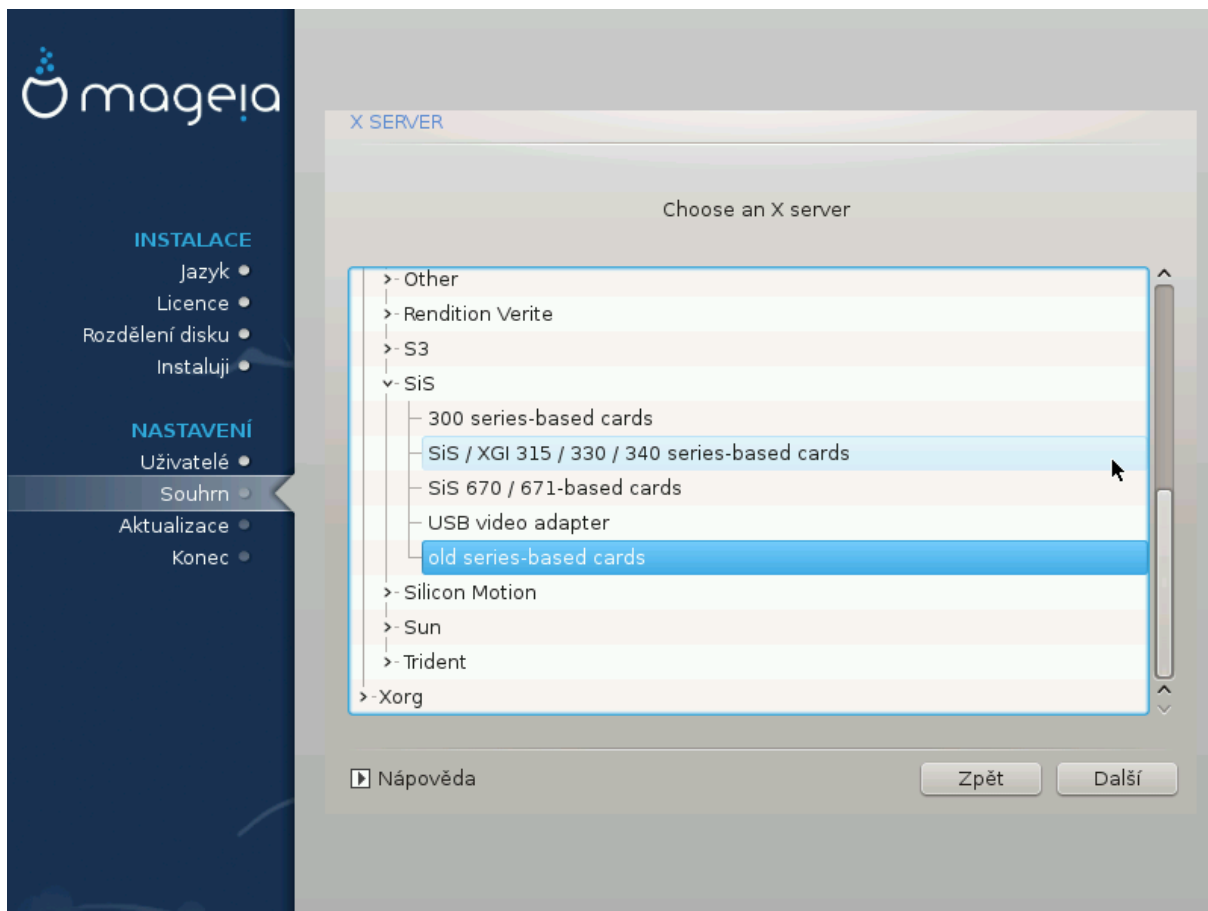 mageia
INSTALACE
Jazyk
Licence
Rozdělení disku
Instaluji
NASTAVENÍ
Uživatelé
Souhrn
Aktualizace
Konec
X SERVER
Choose an X server
Other
Rendition Verite
S3
SiS
300 series-based cards
SiS / XGI 315 / 330 / 340 series-based cards
SiS 670 / 671-based cards
USB video adapter
old series-based cards
Silicon Motion
Sun
Trident
Xorg
Nápověda
Zpět
Další